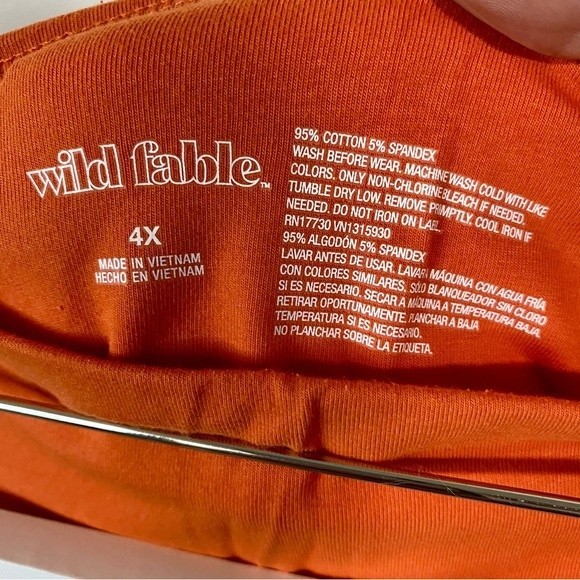 wild fable™
4X
MADE IN VIETNAM
HECHO EN VIETNAM
95% COTTON 5% SPANDEX
WASH BEFORE WEAR. MACHINE WASH COLD WITH LIKE
COLORS. ONLY NON-CHLORINE BLEACH IF NEEDED.
TUMBLE DRY LOW. REMOVE PROMPTLY. COOL IRON IF
NEEDED. DO NOT IRON ON LABEL.
RN17730 VN1315930
95% ALGODÓN 5% SPANDEX
LAVAR ANTES DE USAR. LAVAR MÁQUINA CON AGUA FRÍA
CON COLORES SIMILARES. SÓLO BLANQUEADOR SIN CLORO
SI ES NECESARIO. SECAR A MÁQUINA A TEMPERATURA BAJA.
RETIRAR OPORTUNAMENTE. PLANCHAR A BAJA
TEMPERATURA SI ES NECESARIO.
NO PLANCHAR SOBRE LA ETIQUETA.